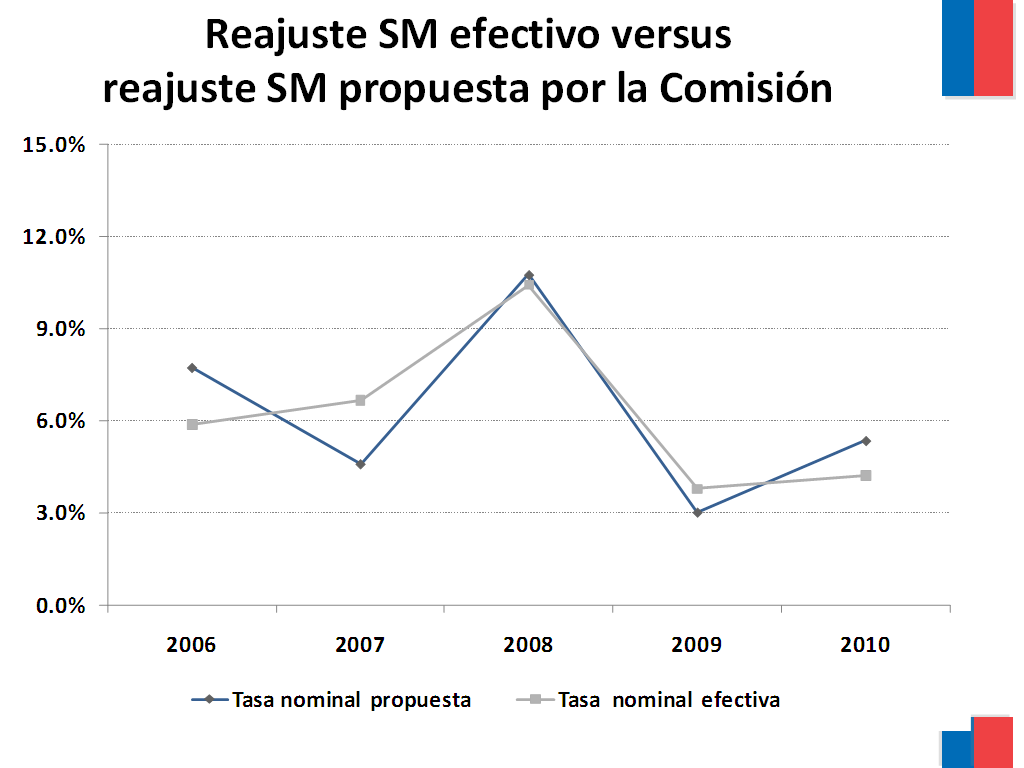 Reajuste SM efectivo versus
reajuste SM propuesta por la Comisión
15.0%
12.0%
9.0%
6.0%
3.0%
0.0%
2006 2007 2008 2009 2010
Tasa nominal propuesta Tasa nominal efectiva